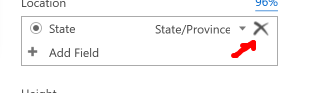 Location 96%
State State/Province
Add Field
Height